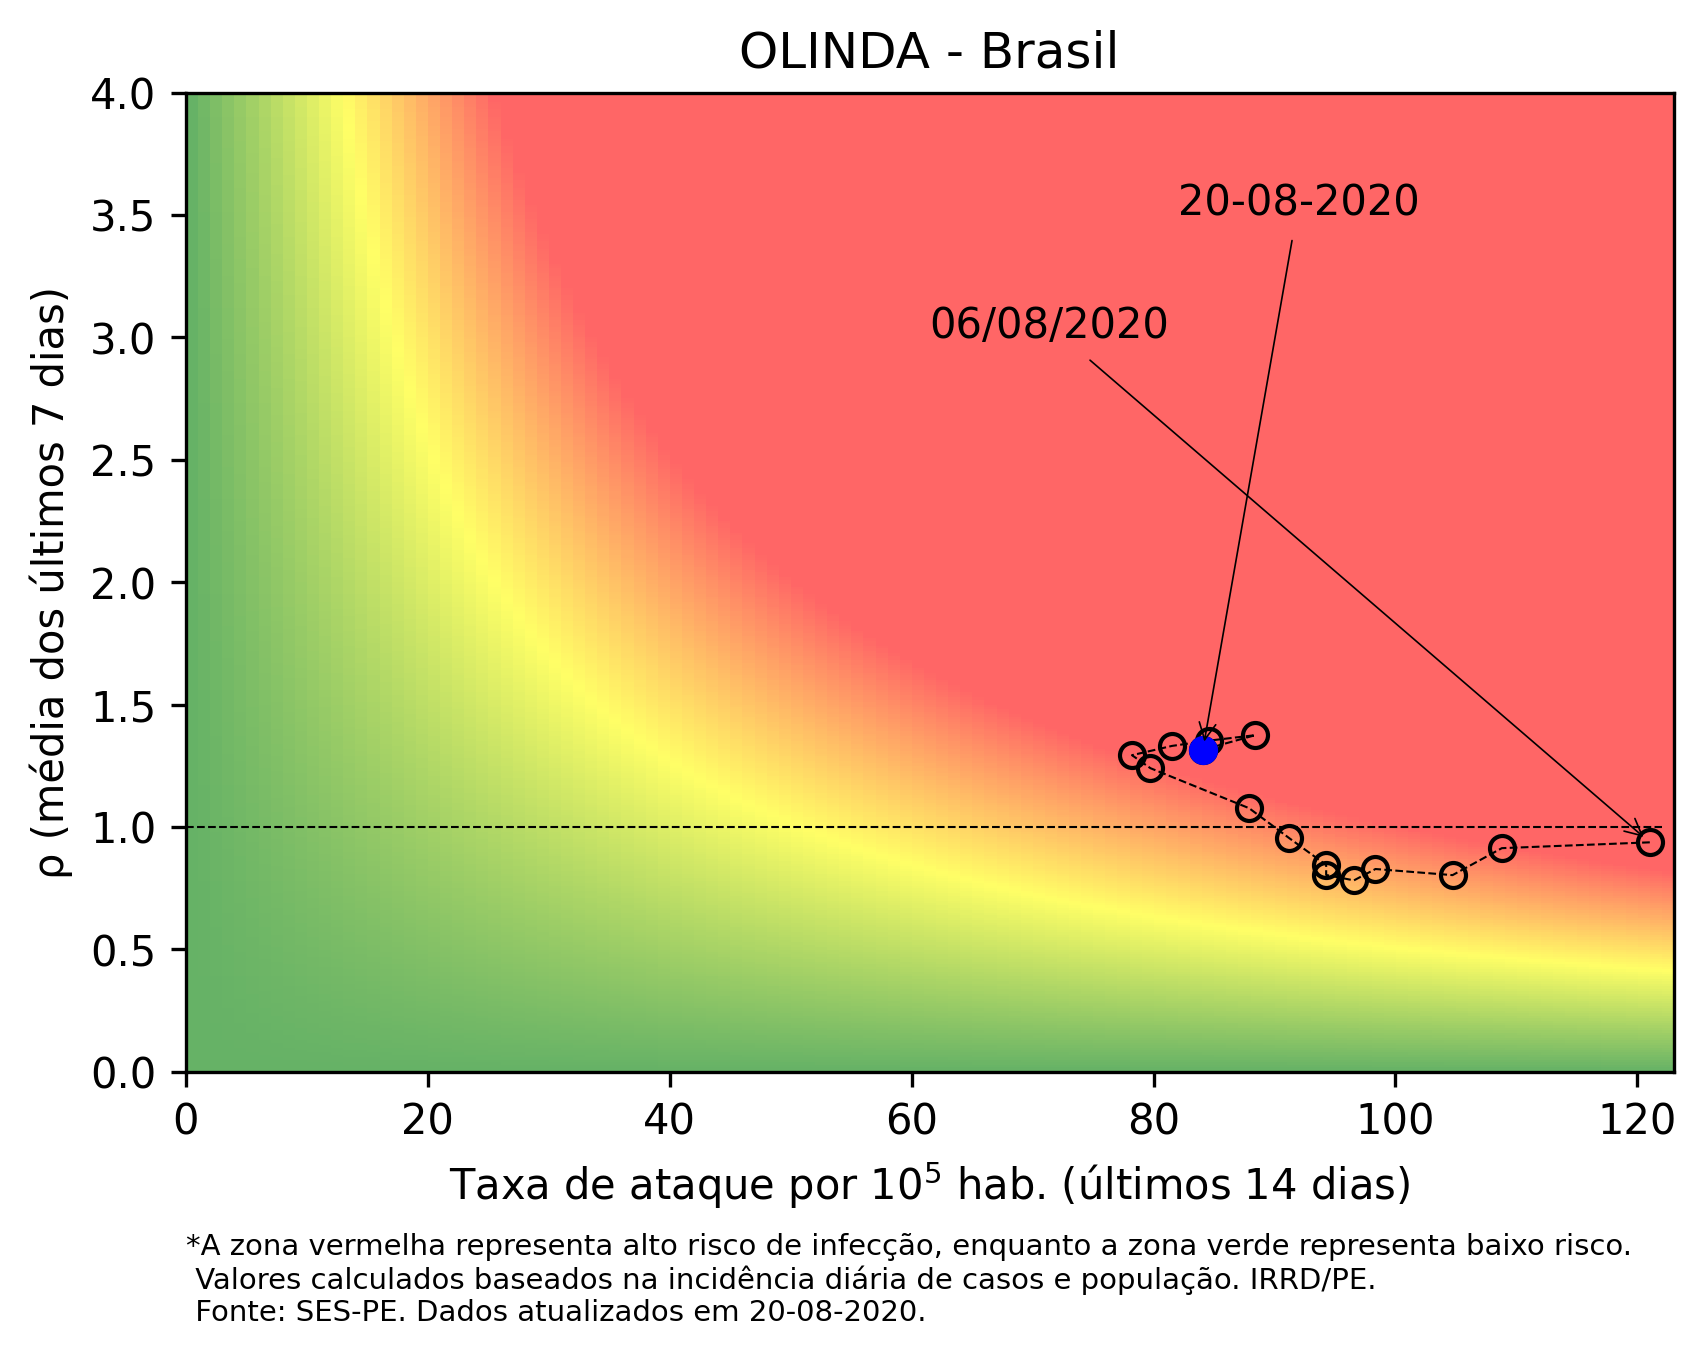 OLINDA - Brasil
4.0
3.5
3.0
2.5
2.0
1.5
1.0
0.5
0.0
ρ (média dos últimos 7 dias)
20-08-2020
06/08/2020
0 20 40 60 80 100 120
Taxa de ataque por 10⁵ hab. (últimos 14 dias)
*A zona vermelha representa alto risco de infecção, enquanto a zona verde representa baixo risco.
Valores calculados baseados na incidência diária de casos e população. IRRD/PE.
Fonte: SES-PE. Dados atualizados em 20-08-2020.